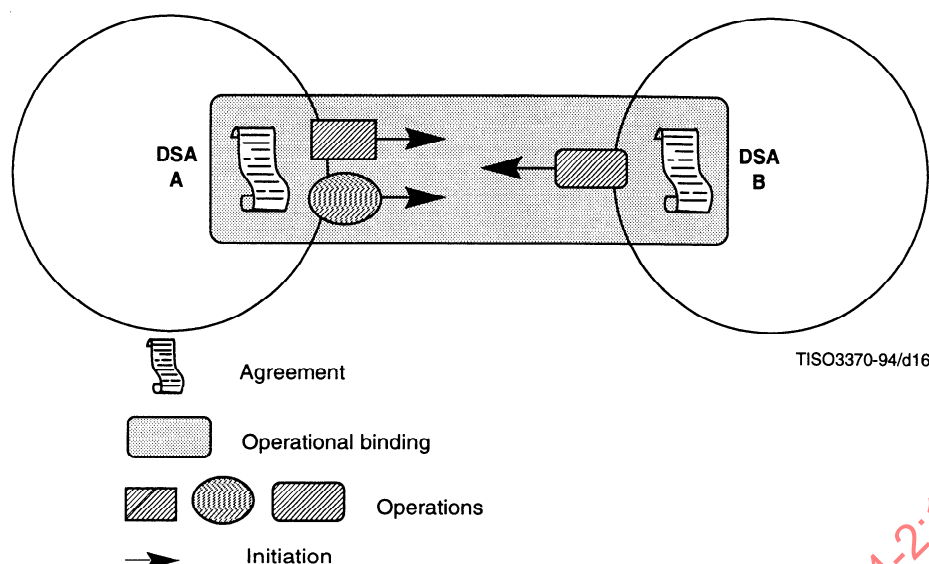 DSA
A
DSA
B
TISO3370-94/d16
Agreement
Operational binding
Operations
Initiation